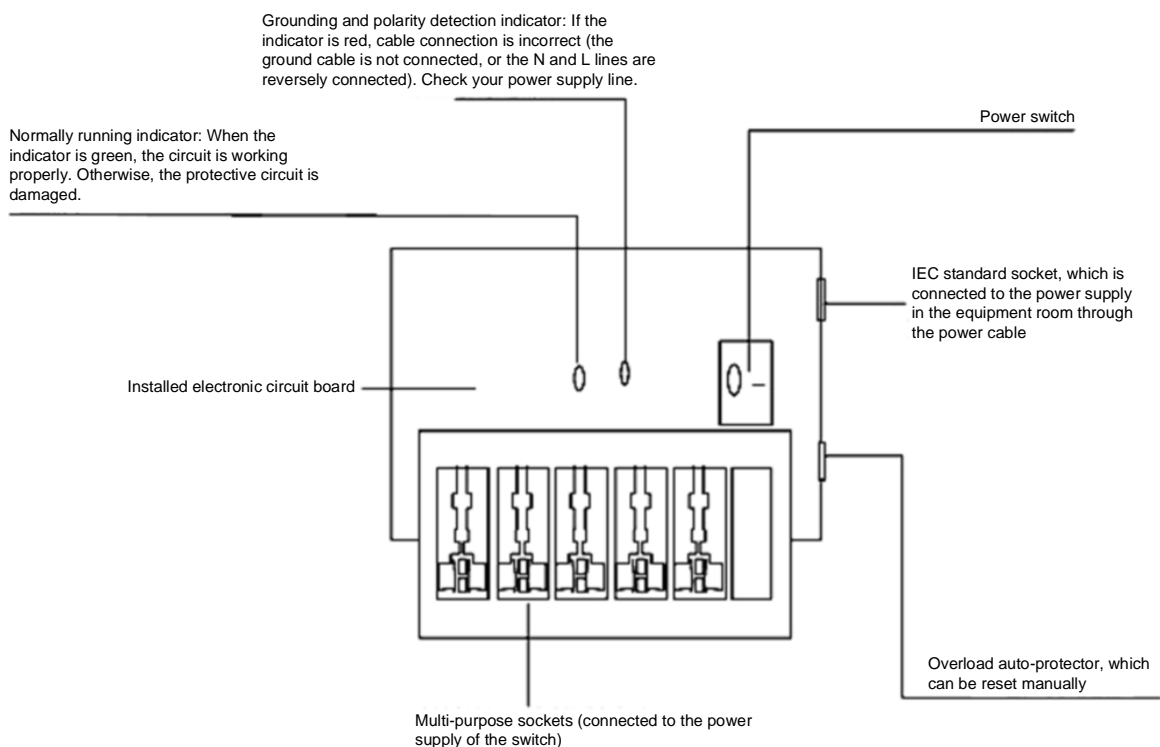 Grounding and polarity detection indicator: If the
indicator is red, cable connection is incorrect (the
ground cable is not connected, or the N and L lines are
reversely connected). Check your power supply line.
Power switch
Normally running indicator: When the
indicator is green, the circuit is working
properly. Otherwise, the protective circuit is
damaged.
IEC standard socket, which is
connected to the power supply
in the equipment room through
the power cable
Installed electronic circuit board
Overload auto-protector, which
can be reset manually
Multi-purpose sockets (connected to the power
supply of the switch)